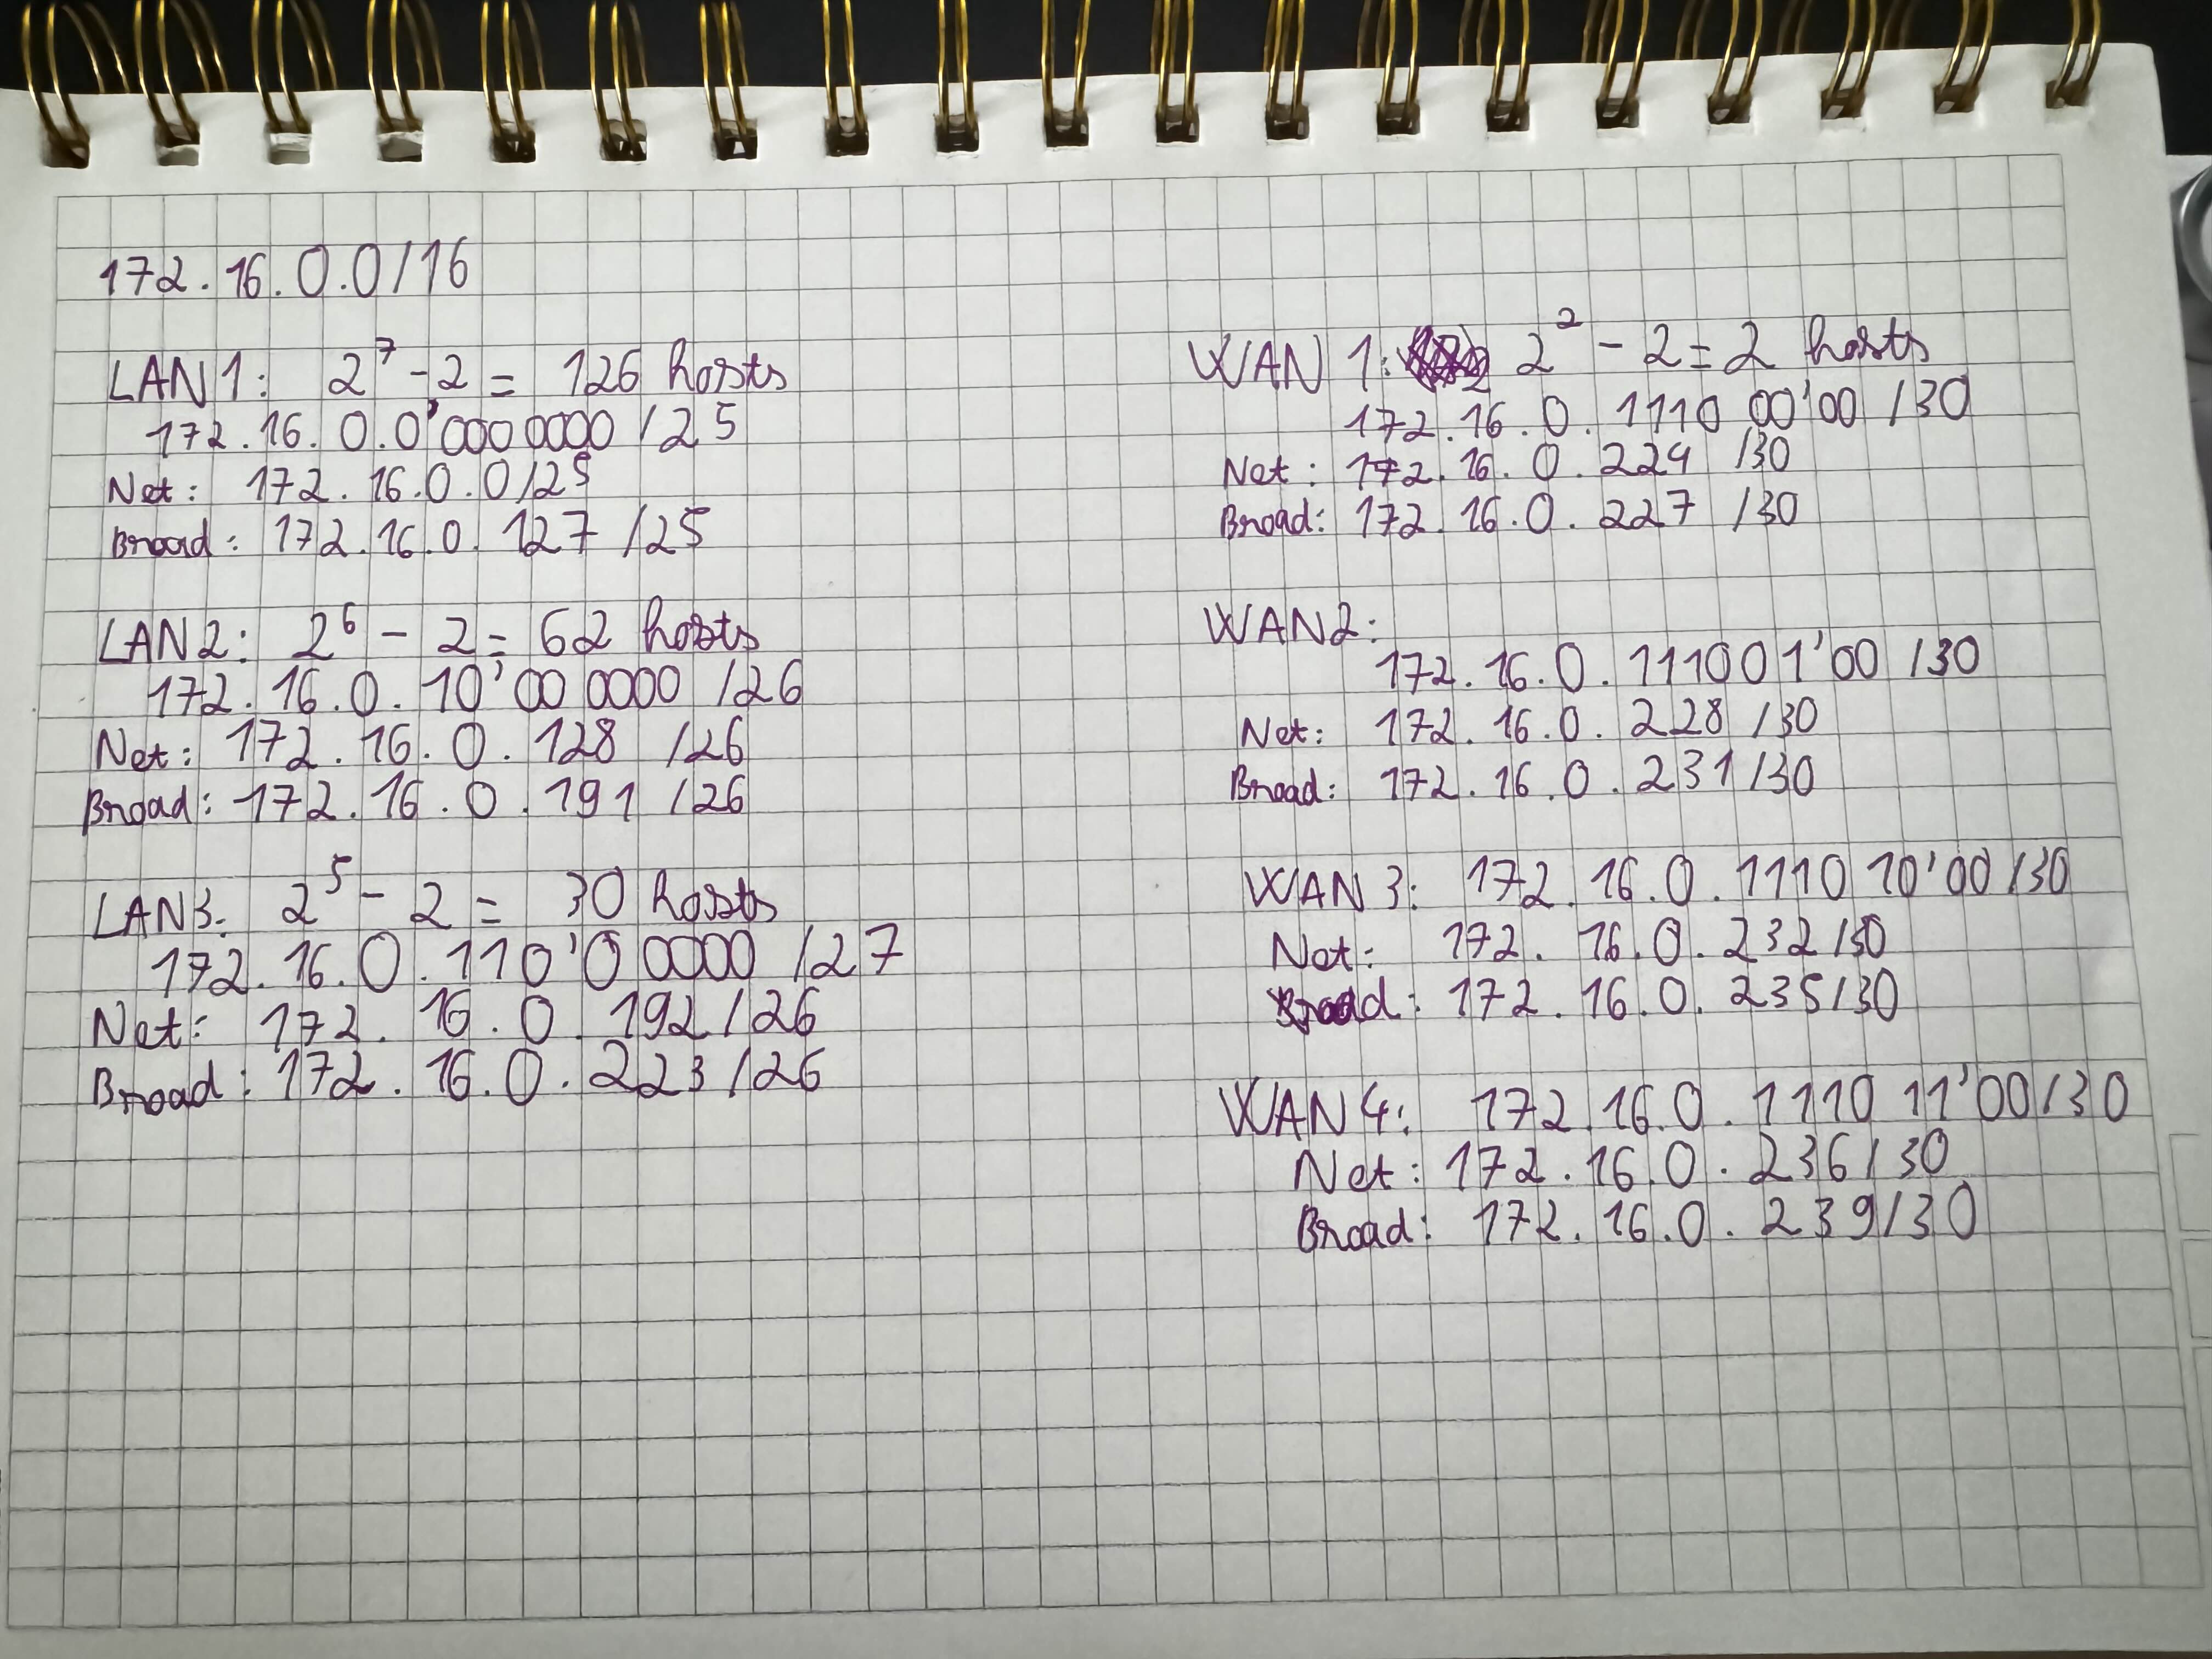 172.16.0.0/16
LAN1: 2^7 - 2 = 126 hosts
172.16.0.0'0000000 /25
Net: 172.16.0.0/25
Broad: 172.16.0.127 /25
LAN2: 2^6 - 2 = 62 hosts
172.16.0.10'00 0000 /26
Net: 172.16.0.128 /26
Broad: 172.16.0.191 /26
LAN3. 2^5 - 2 = 30 hosts
172.16.0.110'0 0000 /27
Net: 172.16.0.192/26
Broad: 172.16.0.223/26
WAN 1: 2^2 - 2 = 2 hosts
172.16.0.1110 00'00 /30
Net: 172.16.0.224 /30
Broad: 172.16.0.227 /30
WAN2:
172.16.0.111001'00 /30
Net: 172.16.0.228 /30
Broad: 172.16.0.231/30
WAN 3: 172.16.0.1110 10'00 /30
Net: 172.16.0.232/30
Broad: 172.16.0.235/30
WAN4: 172.16.0.1110 11'00/30
Net: 172.16.0.236/30
Broad: 172.16.0.239/30